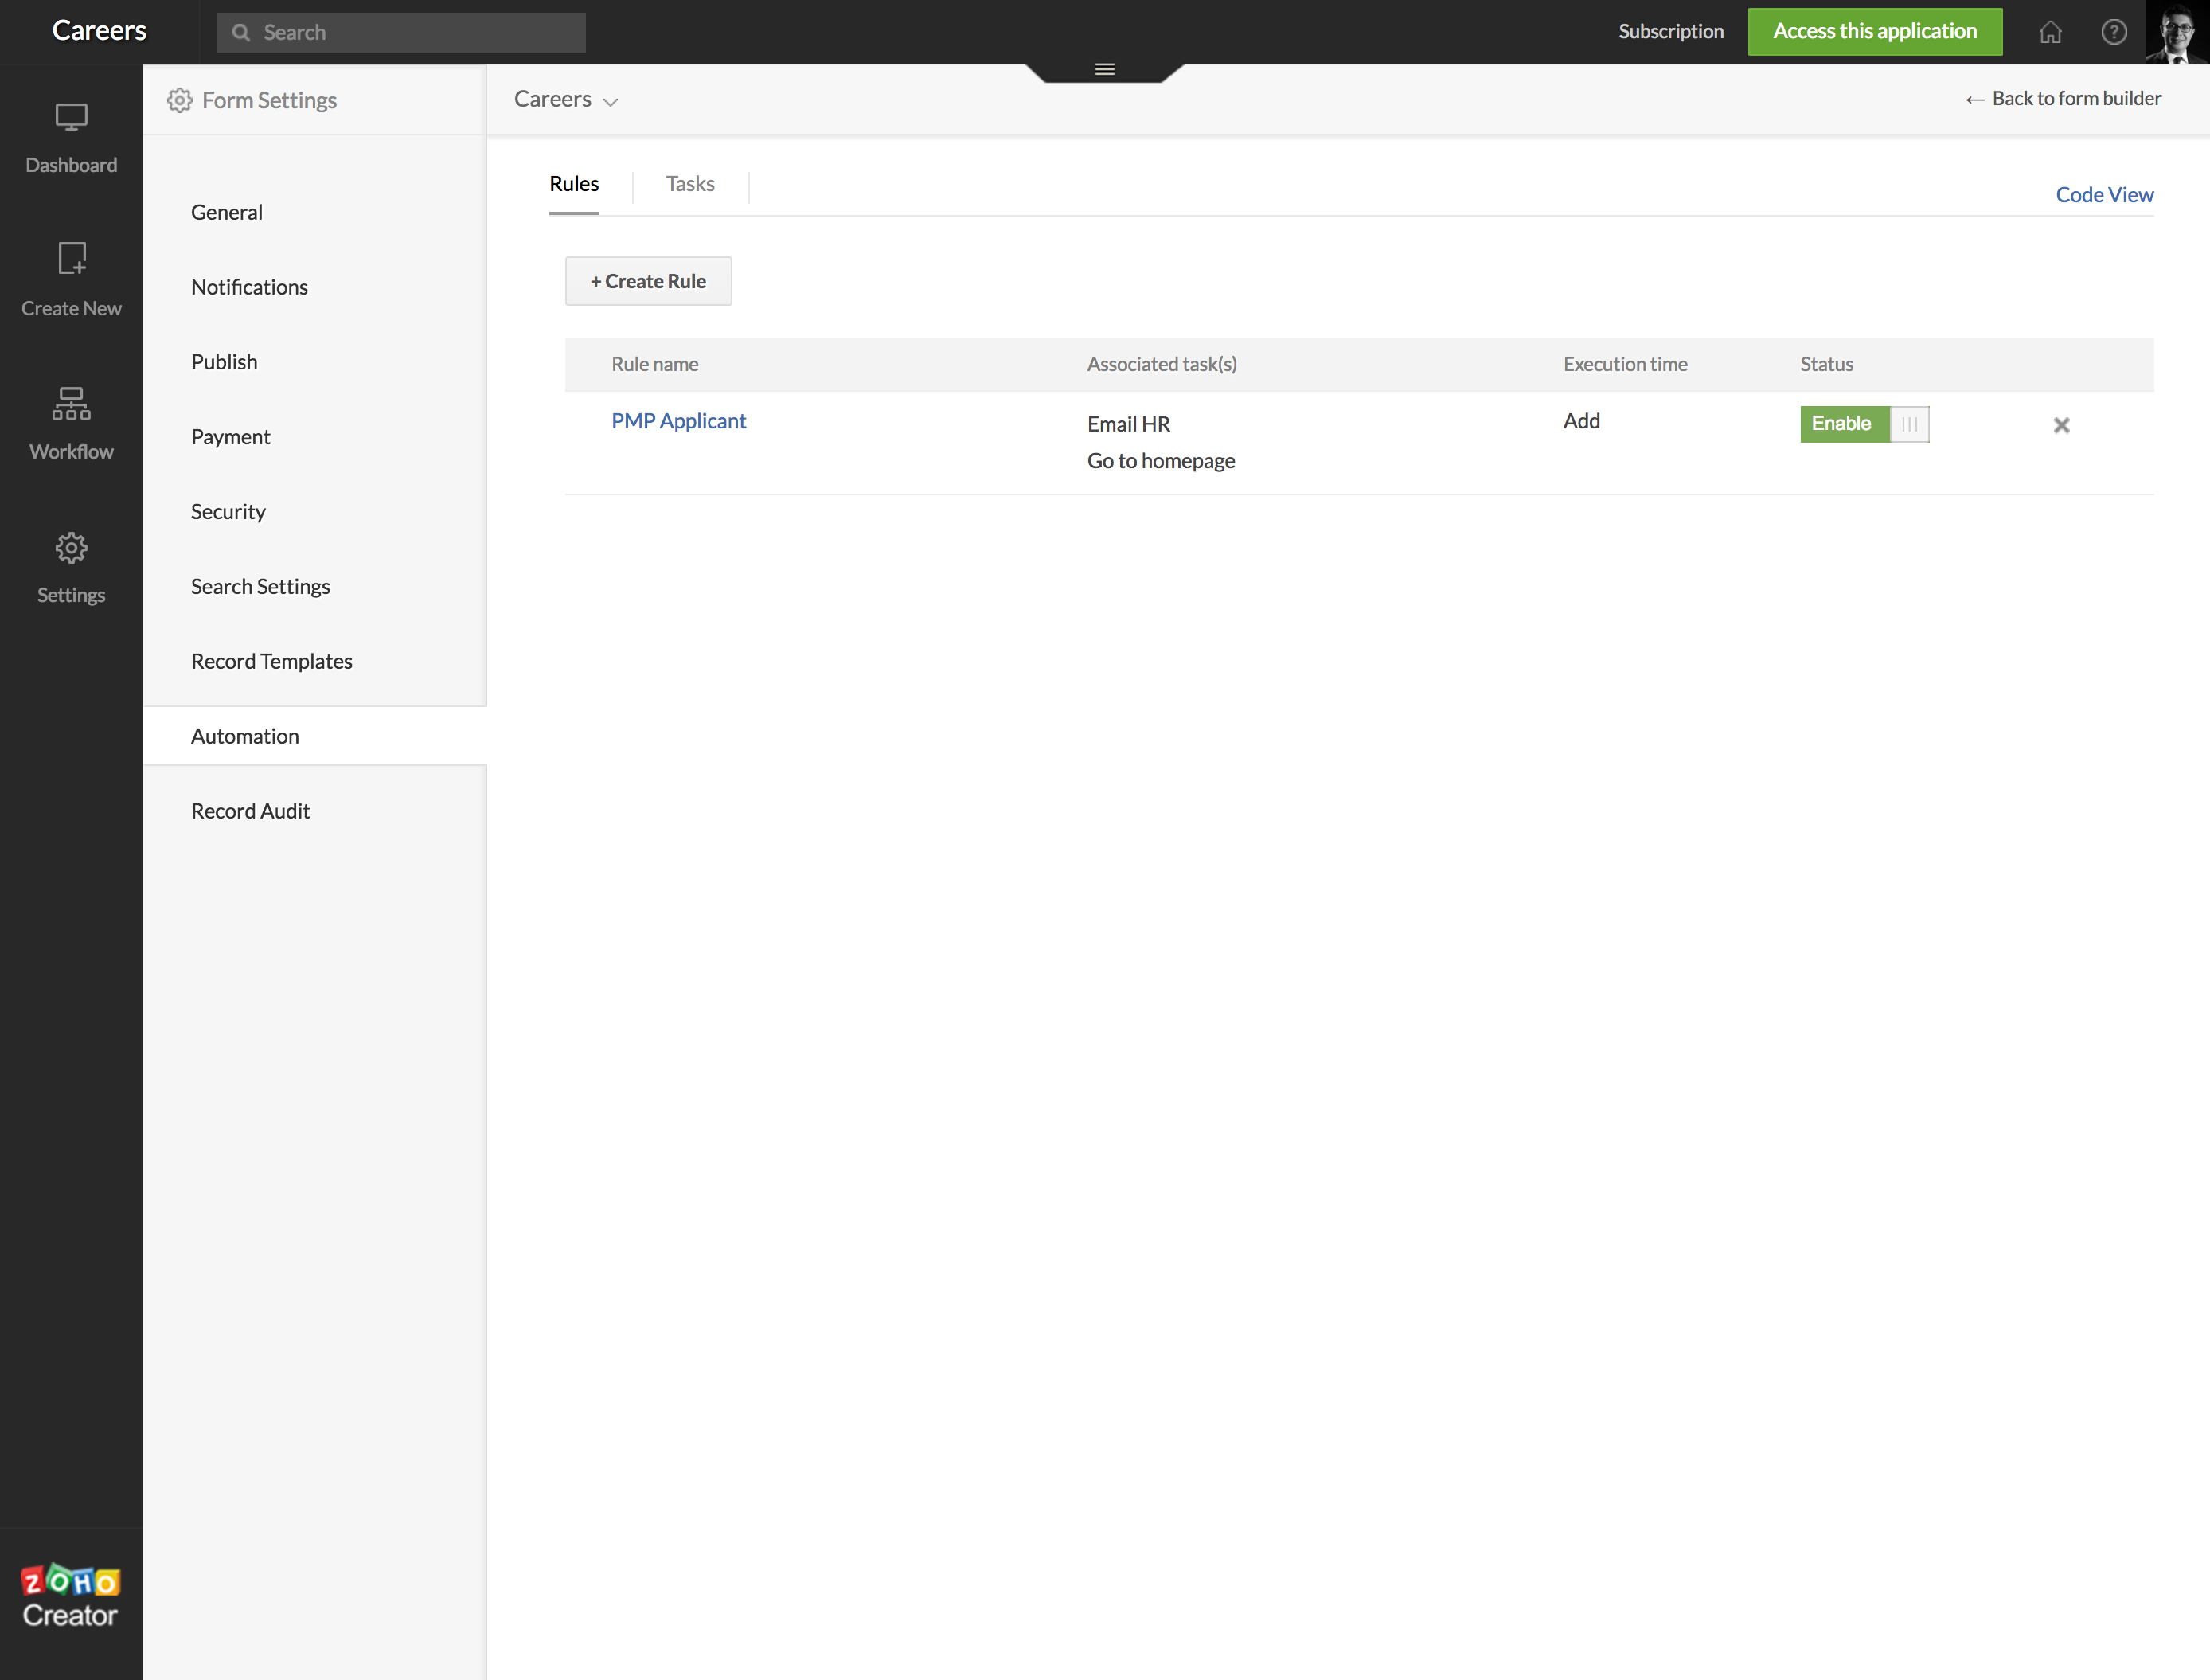 Careers
Search
Subscription
Access this application
Dashboard
Create New
Workflow
Settings
Form Settings
General
Notifications
Publish
Payment
Security
Search Settings
Record Templates
Automation
Record Audit
Careers
← Back to form builder
Rules
Tasks
Code View
+ Create Rule
Rule name Associated task(s) Execution time Status
PMP Applicant Email HR Add Enable
Go to homepage
ZOHO
Creator